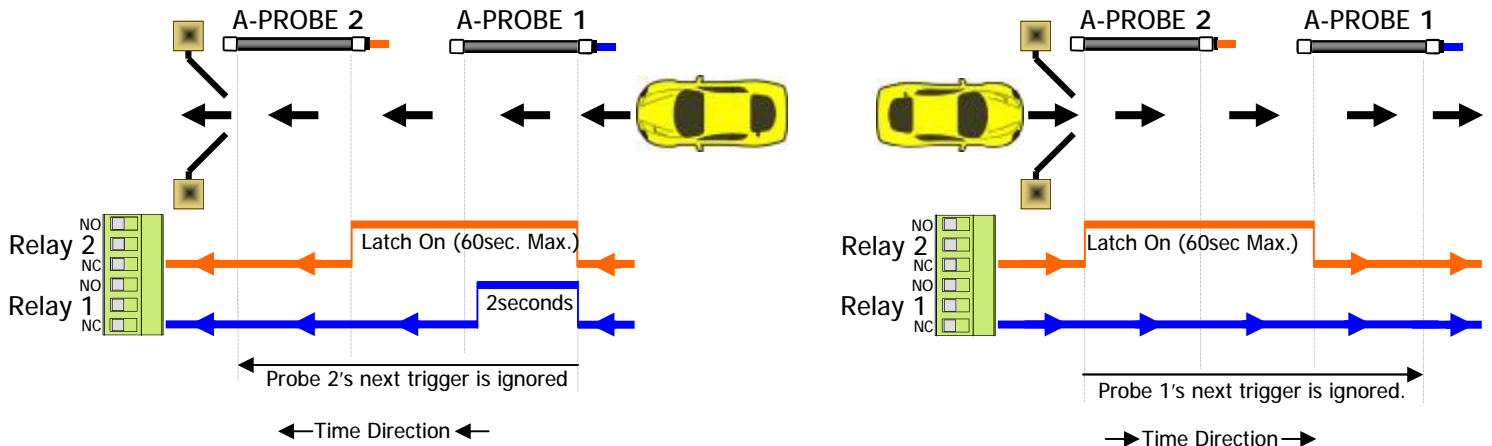 A-PROBE 2
A-PROBE 1
NO
Relay 2
NC
NO
Relay 1
NC
Latch On (60sec. Max.)
2seconds
Probe 2's next trigger is ignored
Time Direction
A-PROBE 2
A-PROBE 1
NO
Relay 2
NC
NO
Relay 1
NC
Latch On (60sec Max.)
Probe 1's next trigger is ignored.
Time Direction